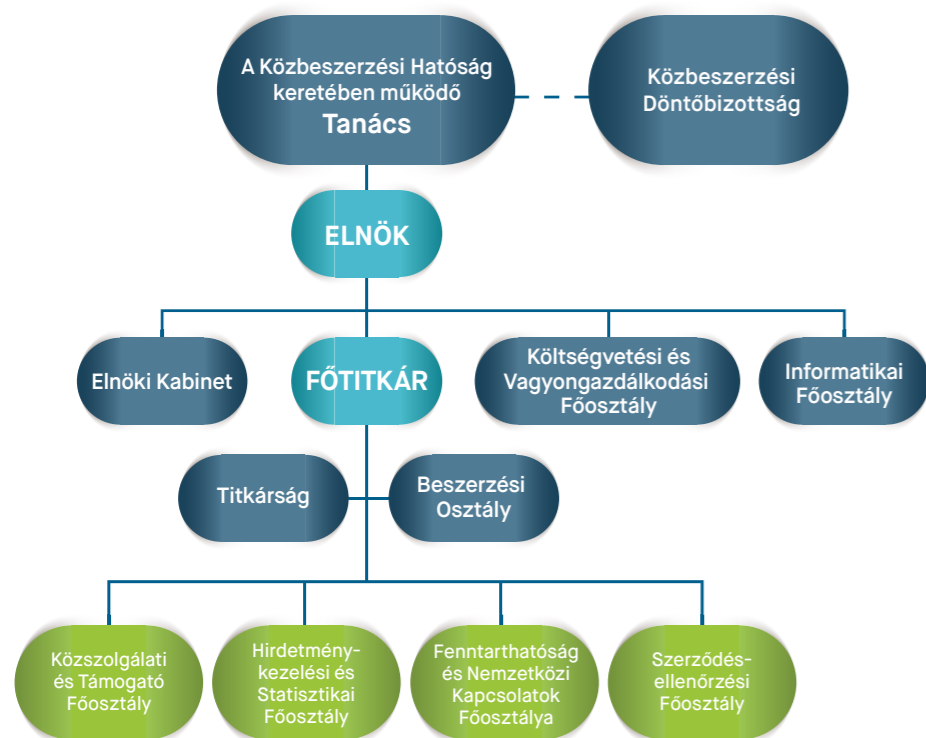 A Közbeszerzési Hatóság
keretében működő
Tanács
Közbeszerzési
Döntőbizottság
ELNÖK
Elnöki Kabinet
FŐTITKÁR
Költségvetési és
Vagyongazdálkodási
Főosztály
Informatikai
Főosztály
Titkárság
Beszerzési
Osztály
Közszolgálati
és Támogató
Főosztály
Hirdetmény-
kezelési és
Statisztikai
Főosztály
Fenntarthatóság
és Nemzetközi
Kapcsolatok
Főosztálya
Szerződés-
ellenőrzési
Főosztály